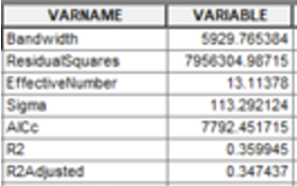 VARNAME VARIABLE
Bandwidth 5929.765384
ResidualSquares 7956304.98715
EffectiveNumber 13.11378
Sigma 113.292124
AICc 7792.451715
R2 0.359945
R2Adjusted 0.347437